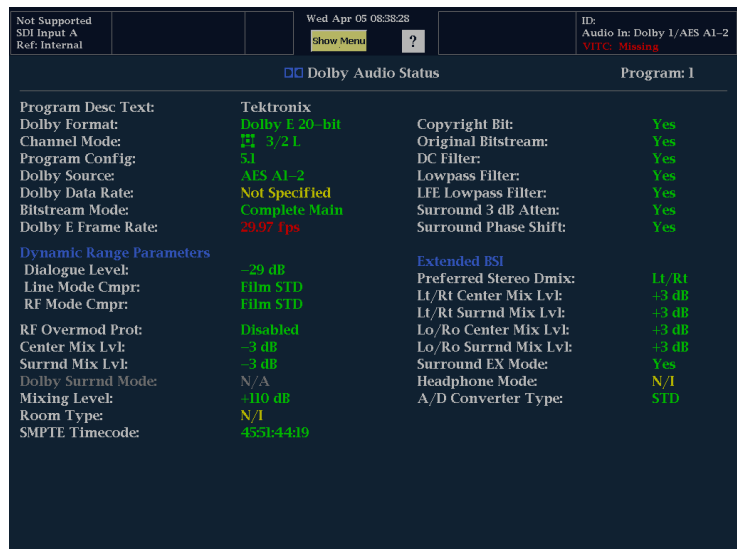 Not Supported
SDI Input A
Ref: Internal
Wed Apr 05 08:38:28
Show Menu
?
ID:
Audio In: Dolby 1/AES A1-2
VITC: Missing
Dolby Audio Status
Program: 1
Program Desc Text: Tektronix
Dolby Format: Dolby E 20-bit
Channel Mode: 3/2 L
Program Config: 5.1
Dolby Source: AES A1-2
Dolby Data Rate: Not Specified
Bitstream Mode: Complete Main
Dolby E Frame Rate: 29.97 fps
Dynamic Range Parameters
Dialogue Level: -29 dB
Line Mode Cmpr: Film STD
RF Mode Cmpr: Film STD
RF Overmod Prot: Disabled
Center Mix Lvl: -3 dB
Surrnd Mix Lvl: -3 dB
Dolby Surrnd Mode: N/A
Mixing Level: +110 dB
Room Type: N/I
SMPTE Timecode: 45:51:44:19
Copyright Bit: Yes
Original Bitstream: Yes
DC Filter: Yes
Lowpass Filter: Yes
LFE Lowpass Filter: Yes
Surround 3 dB Atten: Yes
Surround Phase Shift: Yes
Extended BSI
Preferred Stereo Dmix: Lt/Rt
Lt/Rt Center Mix Lvl: +3 dB
Lt/Rt Surrnd Mix Lvl: +3 dB
Lo/Ro Center Mix Lvl: +3 dB
Lo/Ro Surrnd Mix Lvl: +3 dB
Surround EX Mode: Yes
Headphone Mode: N/I
A/D Converter Type: STD